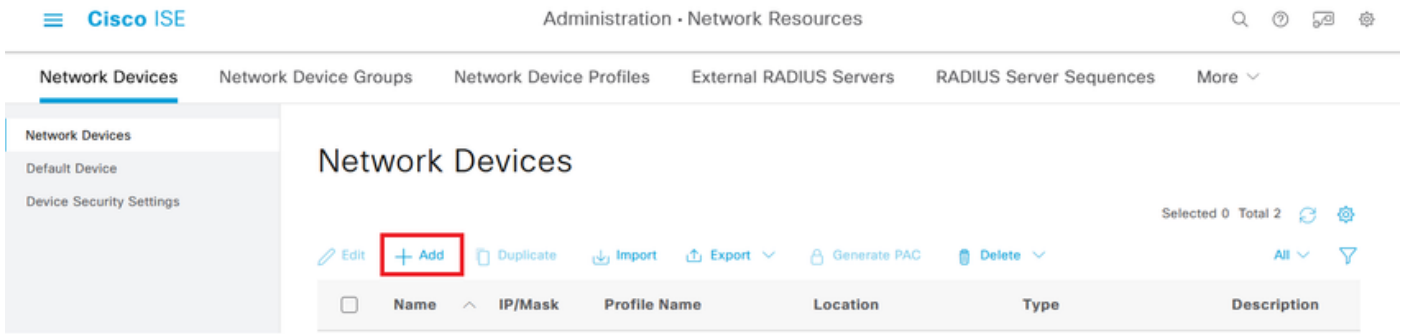 Cisco ISE Administration · Network Resources
Network Devices Network Device Groups Network Device Profiles External RADIUS Servers RADIUS Server Sequences More
Network Devices
Default Device
Device Security Settings
Network Devices
Selected 0 Total 2
Edit + Add Duplicate Import Export Generate PAC Delete All
Name IP/Mask Profile Name Location Type Description